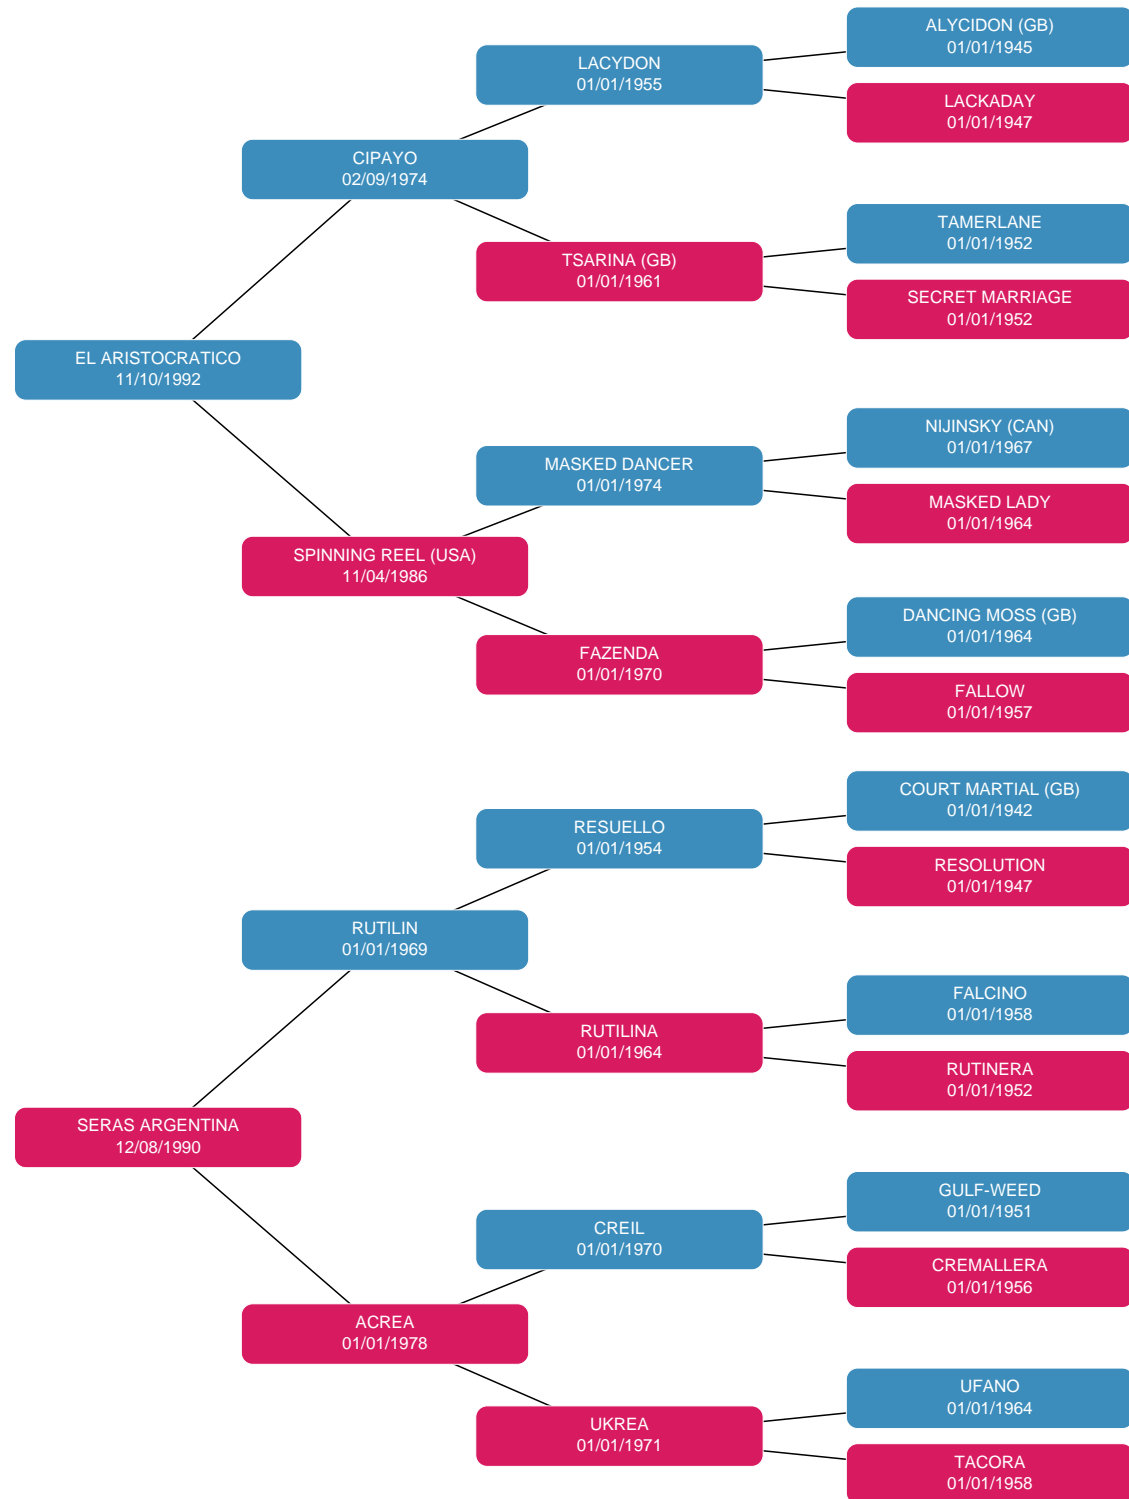 ALYCIDON (GB)
01/01/1945
LACYDON
01/01/1955
LACKADAY
01/01/1947
CIPAYO
02/09/1974
TAMERLANE
01/01/1952
TSARINA (GB)
01/01/1961
SECRET MARRIAGE
01/01/1952
EL ARISTOCRATICO
11/10/1992
NIJINSKY (CAN)
01/01/1967
MASKED DANCER
01/01/1974
MASKED LADY
01/01/1964
SPINNING REEL (USA)
11/04/1986
DANCING MOSS (GB)
01/01/1964
FAZENDA
01/01/1970
FALLOW
01/01/1957
COURT MARTIAL (GB)
01/01/1942
RESUELLO
01/01/1954
RESOLUTION
01/01/1947
RUTILIN
01/01/1969
FALCINO
01/01/1958
RUTILINA
01/01/1964
RUTINERA
01/01/1952
SERAS ARGENTINA
12/08/1990
GULF-WEED
01/01/1951
CREIL
01/01/1970
CREMALLERA
01/01/1956
ACREA
01/01/1978
UFANO
01/01/1964
UKREA
01/01/1971
TACORA
01/01/1958